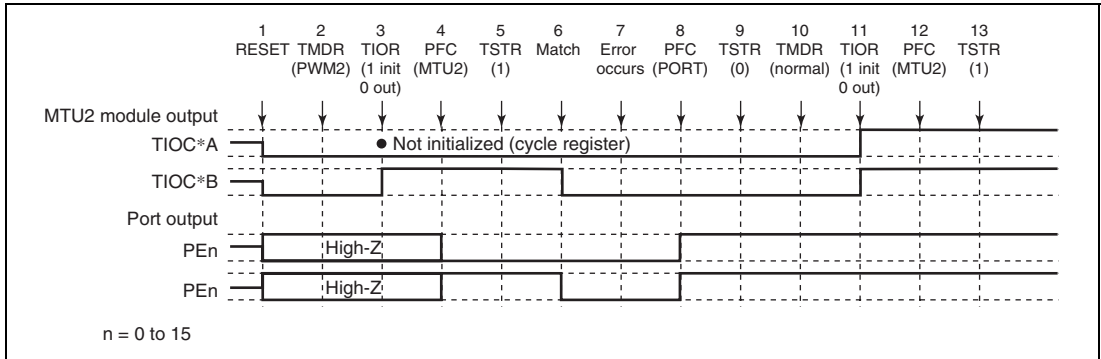 1 2 3 4 5 6 7 8 9 10 11 12 13
RESET TMDR TIOR PFC TSTR Match Error PFC TSTR TMDR TIOR PFC TSTR
(PWM2) (1 init (MTU2) (1) occurs (PORT) (0) (normal) (1 init (MTU2) (1)
0 out) 0 out)
MTU2 module output
TIOC*A
● Not initialized (cycle register)
TIOC*B
Port output
PEn
High-Z
PEn
High-Z
n = 0 to 15